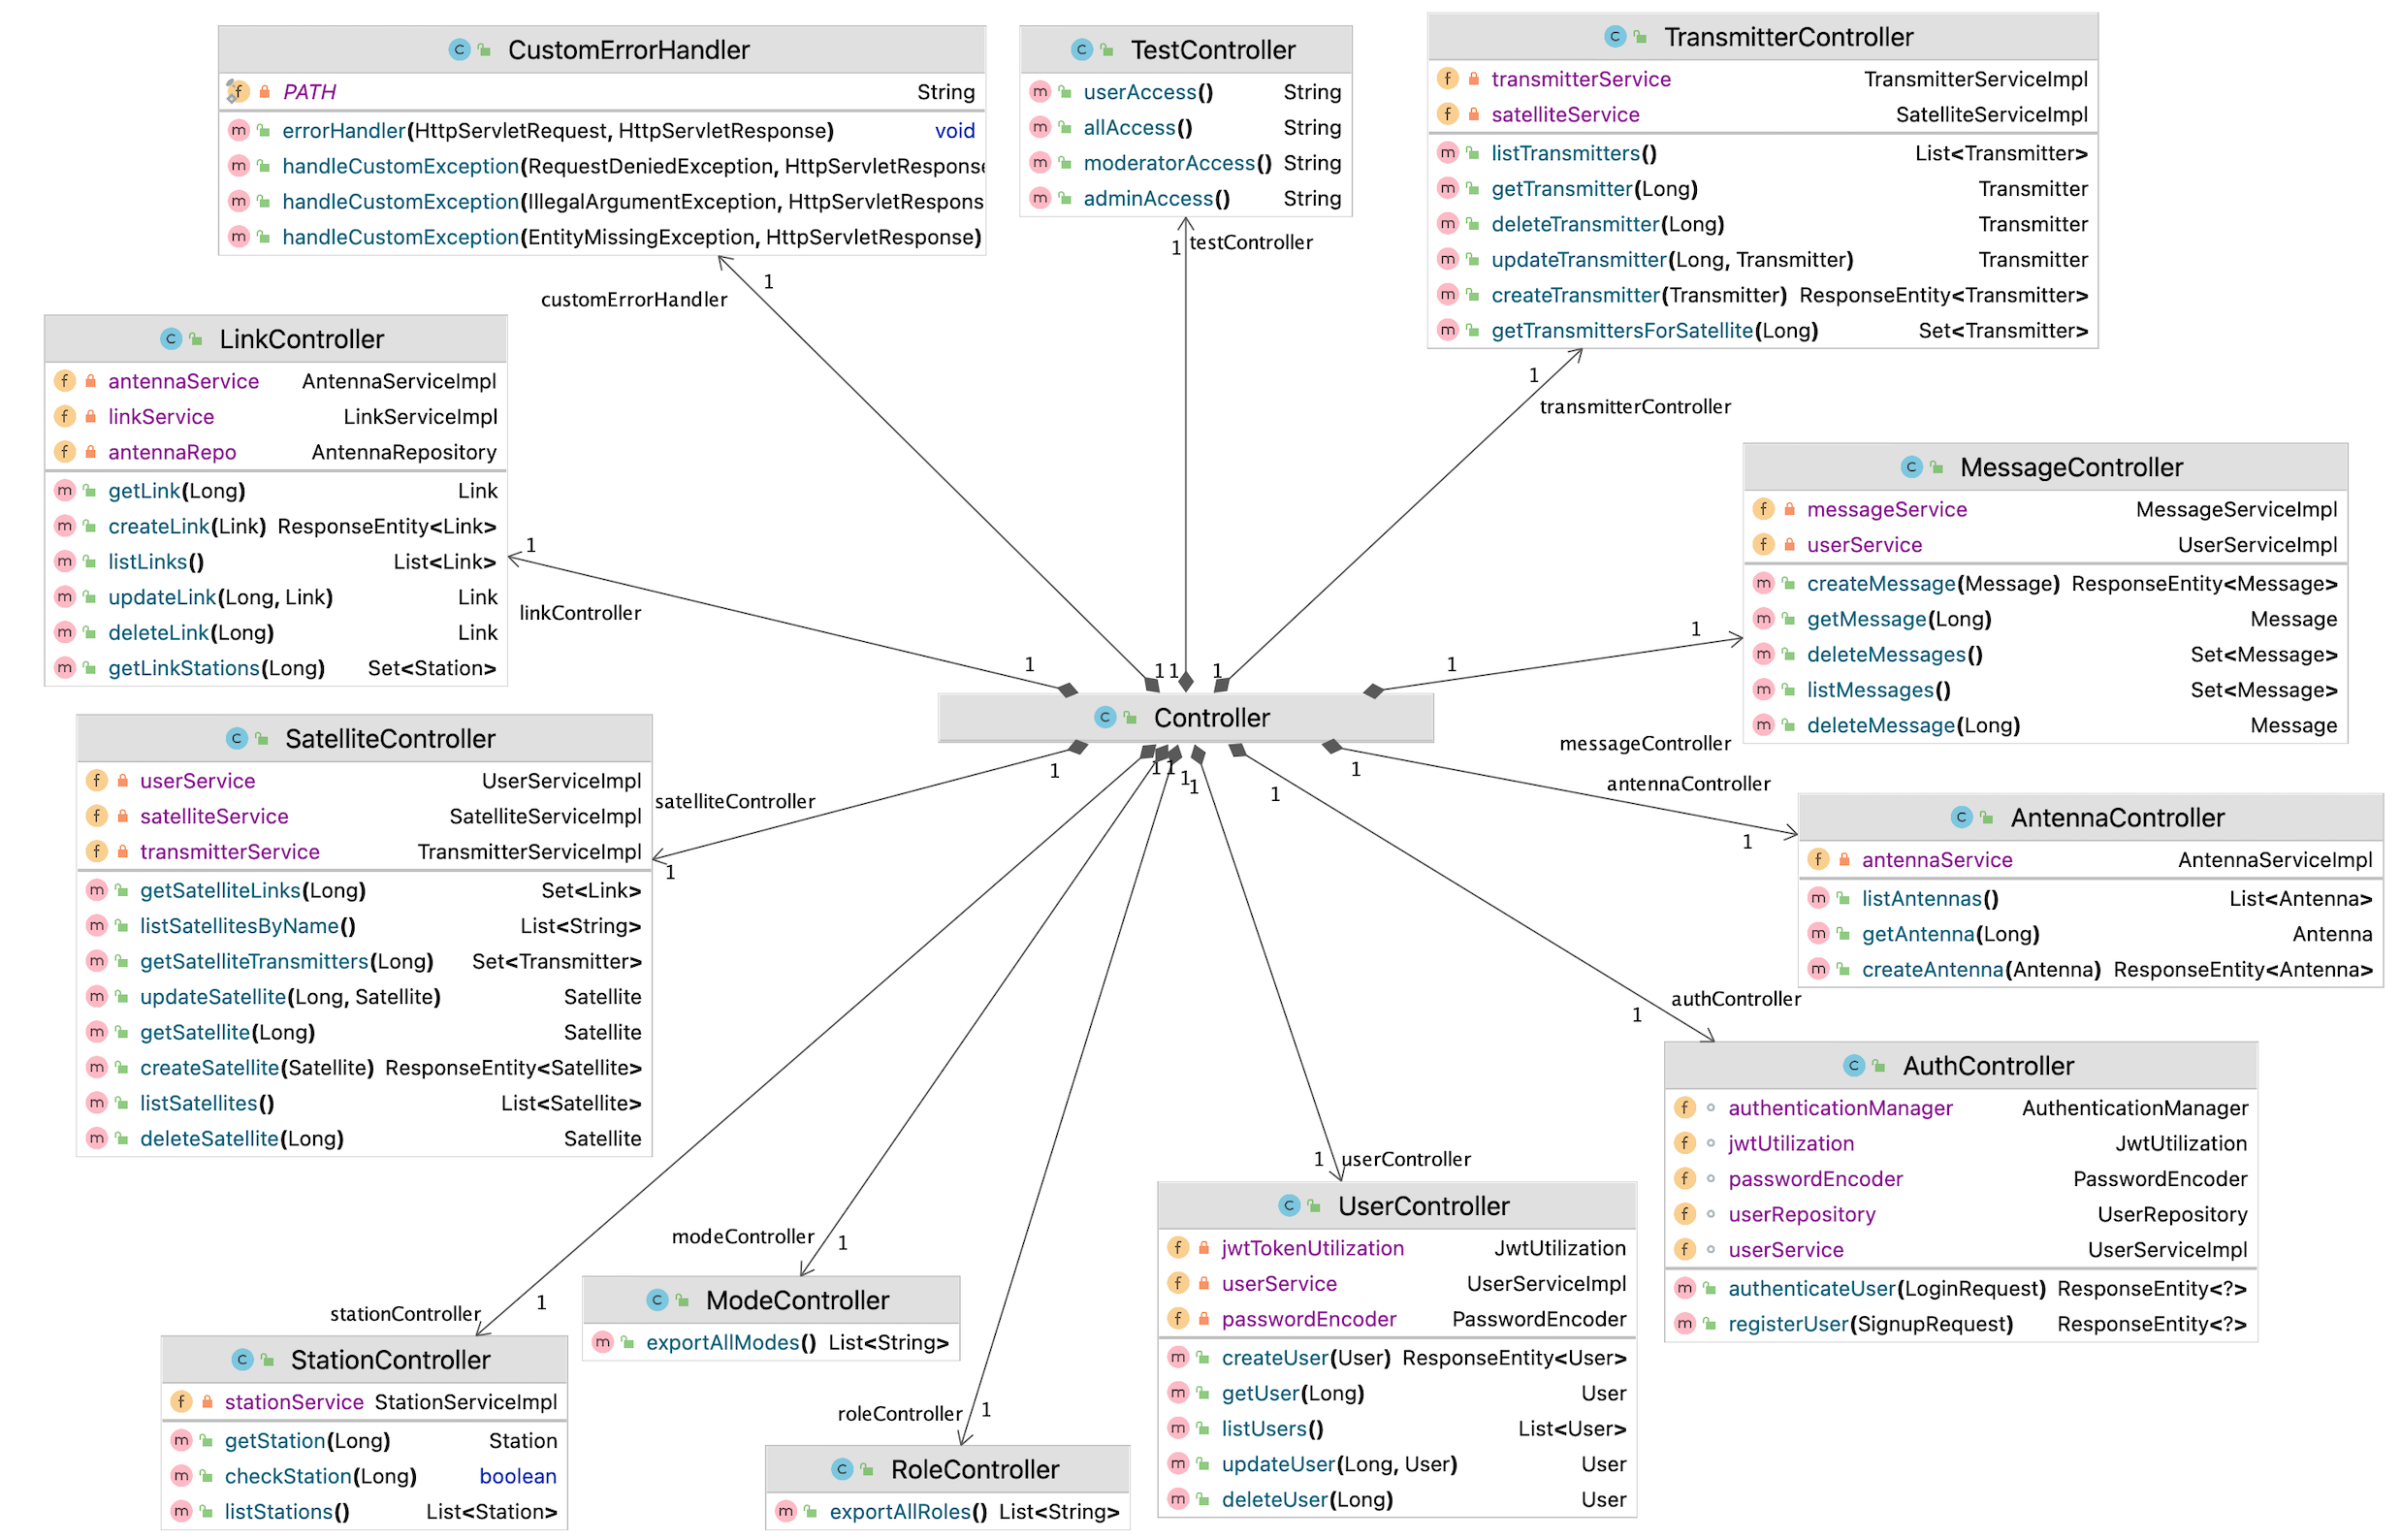 CustomErrorHandler
PATH String
errorHandler(HttpServletRequest, HttpServletResponse) void
handleCustomException(RequestDeniedException, HttpServletResponse
handleCustomException(IllegalArgumentException, HttpServletRespons
handleCustomException(EntityMissingException, HttpServletResponse)
TestController
userAccess() String
allAccess() String
moderatorAccess() String
adminAccess() String
TransmitterController
transmitterService TransmitterServiceImpl
satelliteService SatelliteServiceImpl
listTransmitters() List<Transmitter>
getTransmitter(Long) Transmitter
deleteTransmitter(Long) Transmitter
updateTransmitter(Long, Transmitter) Transmitter
createTransmitter(Transmitter) ResponseEntity<Transmitter>
getTransmittersForSatellite(Long) Set<Transmitter>
1
customErrorHandler
1
testController
1
transmitterController
LinkController
antennaService AntennaServiceImpl
linkService LinkServiceImpl
antennaRepo AntennaRepository
getLink(Long) Link
createLink(Link) ResponseEntity<Link>
listLinks() List<Link>
updateLink(Long, Link) Link
deleteLink(Long) Link
getLinkStations(Long) Set<Station>
1
linkController
1
1
1
1
1
1
MessageController
messageService MessageServiceImpl
userService UserServiceImpl
createMessage(Message) ResponseEntity<Message>
getMessage(Long) Message
deleteMessages() Set<Message>
listMessages() Set<Message>
deleteMessage(Long) Message
messageController
Controller
SatelliteController
userService UserServiceImpl
satelliteService SatelliteServiceImpl
transmitterService TransmitterServiceImpl
getSatelliteLinks(Long) Set<Link>
listSatellitesByName() List<String>
getSatelliteTransmitters(Long) Set<Transmitter>
updateSatellite(Long, Satellite) Satellite
getSatellite(Long) Satellite
createSatellite(Satellite) ResponseEntity<Satellite>
listSatellites() List<Satellite>
deleteSatellite(Long) Satellite
satelliteController
1
1
1
1
1
1
1
1
antennaController
1
AntennaController
antennaService AntennaServiceImpl
listAntennas() List<Antenna>
getAntenna(Long) Antenna
createAntenna(Antenna) ResponseEntity<Antenna>
authController
1
AuthController
authenticationManager AuthenticationManager
jwtUtilization JwtUtilization
passwordEncoder PasswordEncoder
userRepository UserRepository
userService UserServiceImpl
authenticateUser(LoginRequest) ResponseEntity<?>
registerUser(SignupRequest) ResponseEntity<?>
1
userController
UserController
jwtTokenUtilization JwtUtilization
userService UserServiceImpl
passwordEncoder PasswordEncoder
createUser(User) ResponseEntity<User>
getUser(Long) User
listUsers() List<User>
updateUser(Long, User) User
deleteUser(Long) User
modeController
1
ModeController
exportAllModes() List<String>
stationController
1
StationController
stationService StationServiceImpl
getStation(Long) Station
checkStation(Long) boolean
listStations() List<Station>
roleController
1
RoleController
exportAllRoles() List<String>